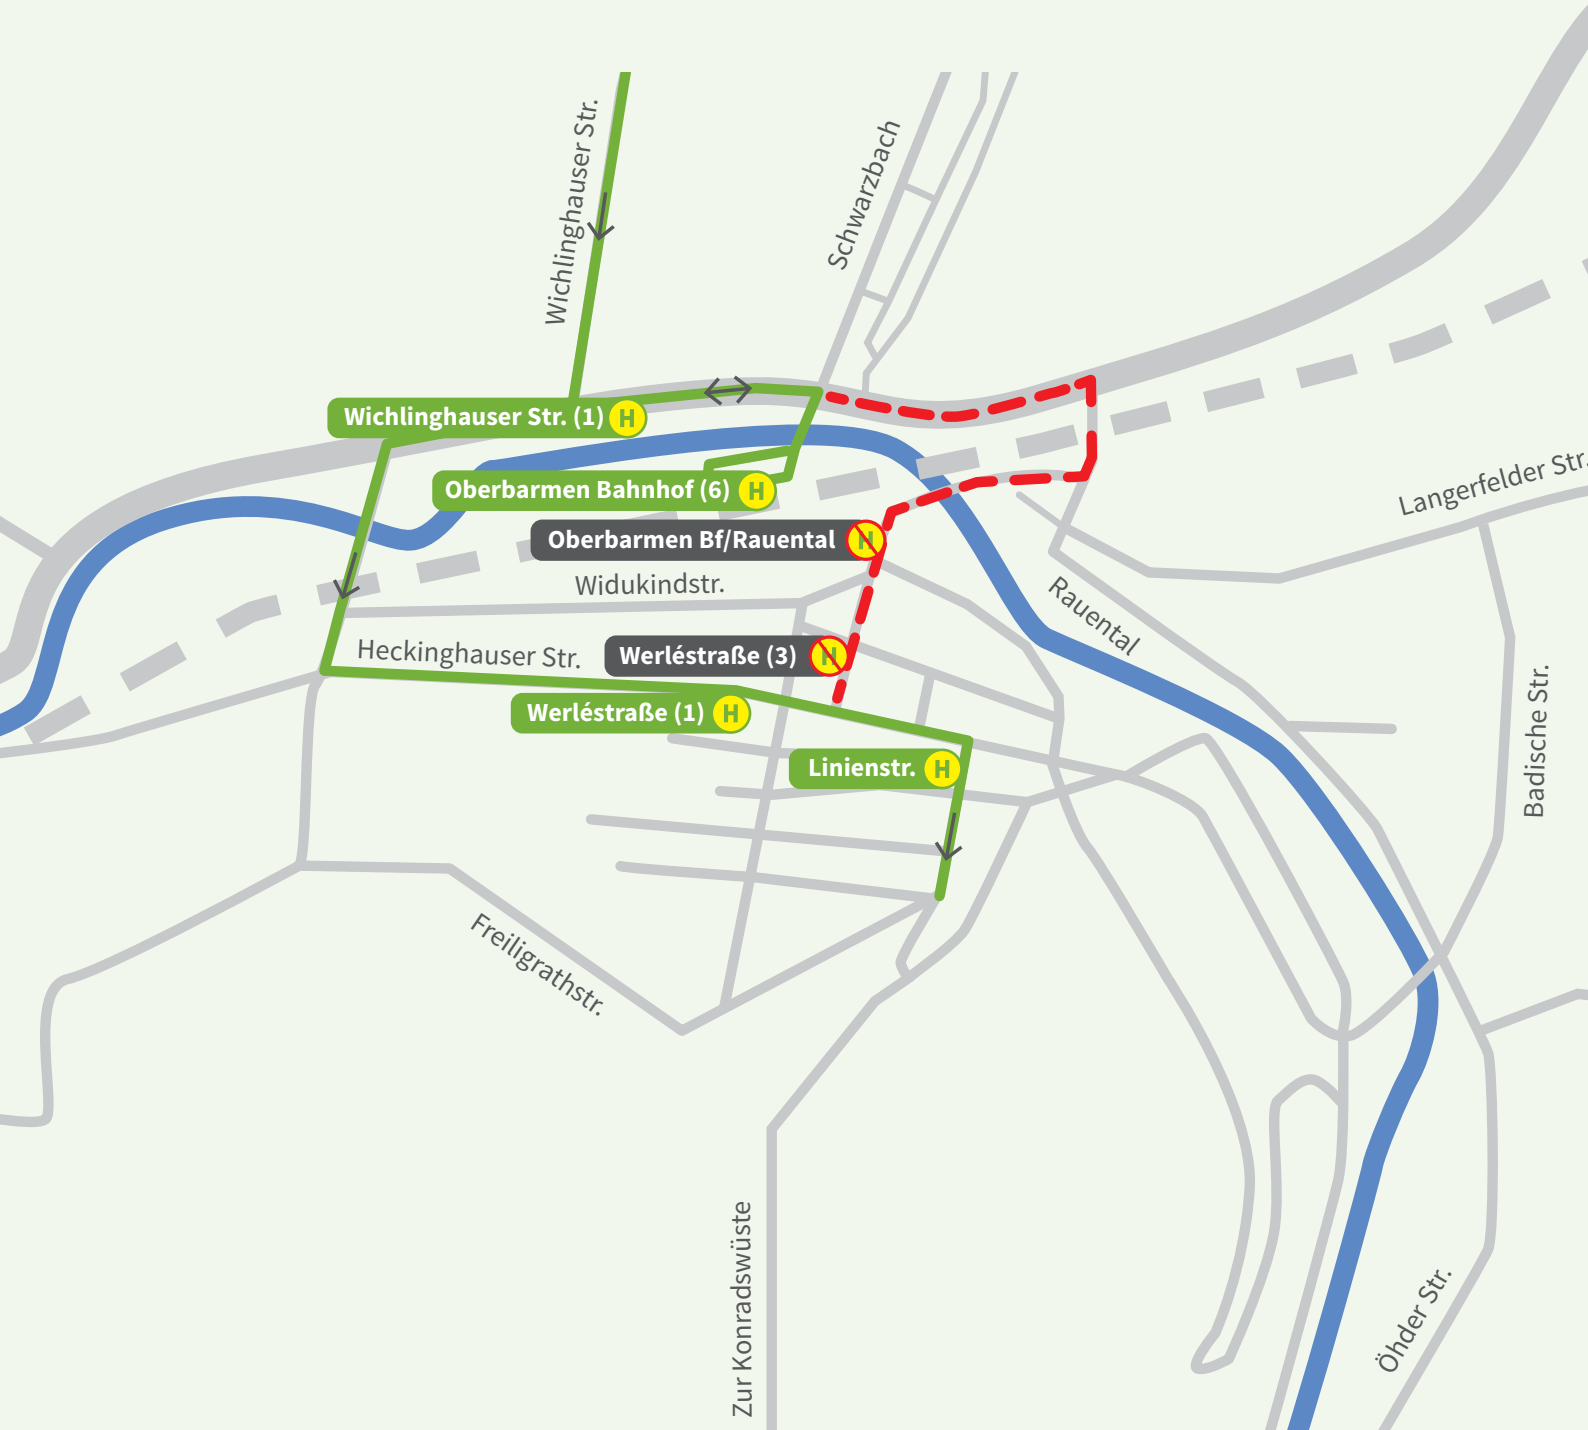 Wichlinghauser Str.
Schwarzbach
Wichlinghauser Str. (1) H
Oberbarmen Bahnhof (6) H
Langerfelder Str.
Oberbarmen Bf/Rauental H
Widukindstr.
Rauental
Heckinghauser Str.
Werléstraße (3) H
Werléstraße (1) H
Badische Str.
Linienstr. H
Freiligrathstr.
Zur Konradswüste
Öhder Str.